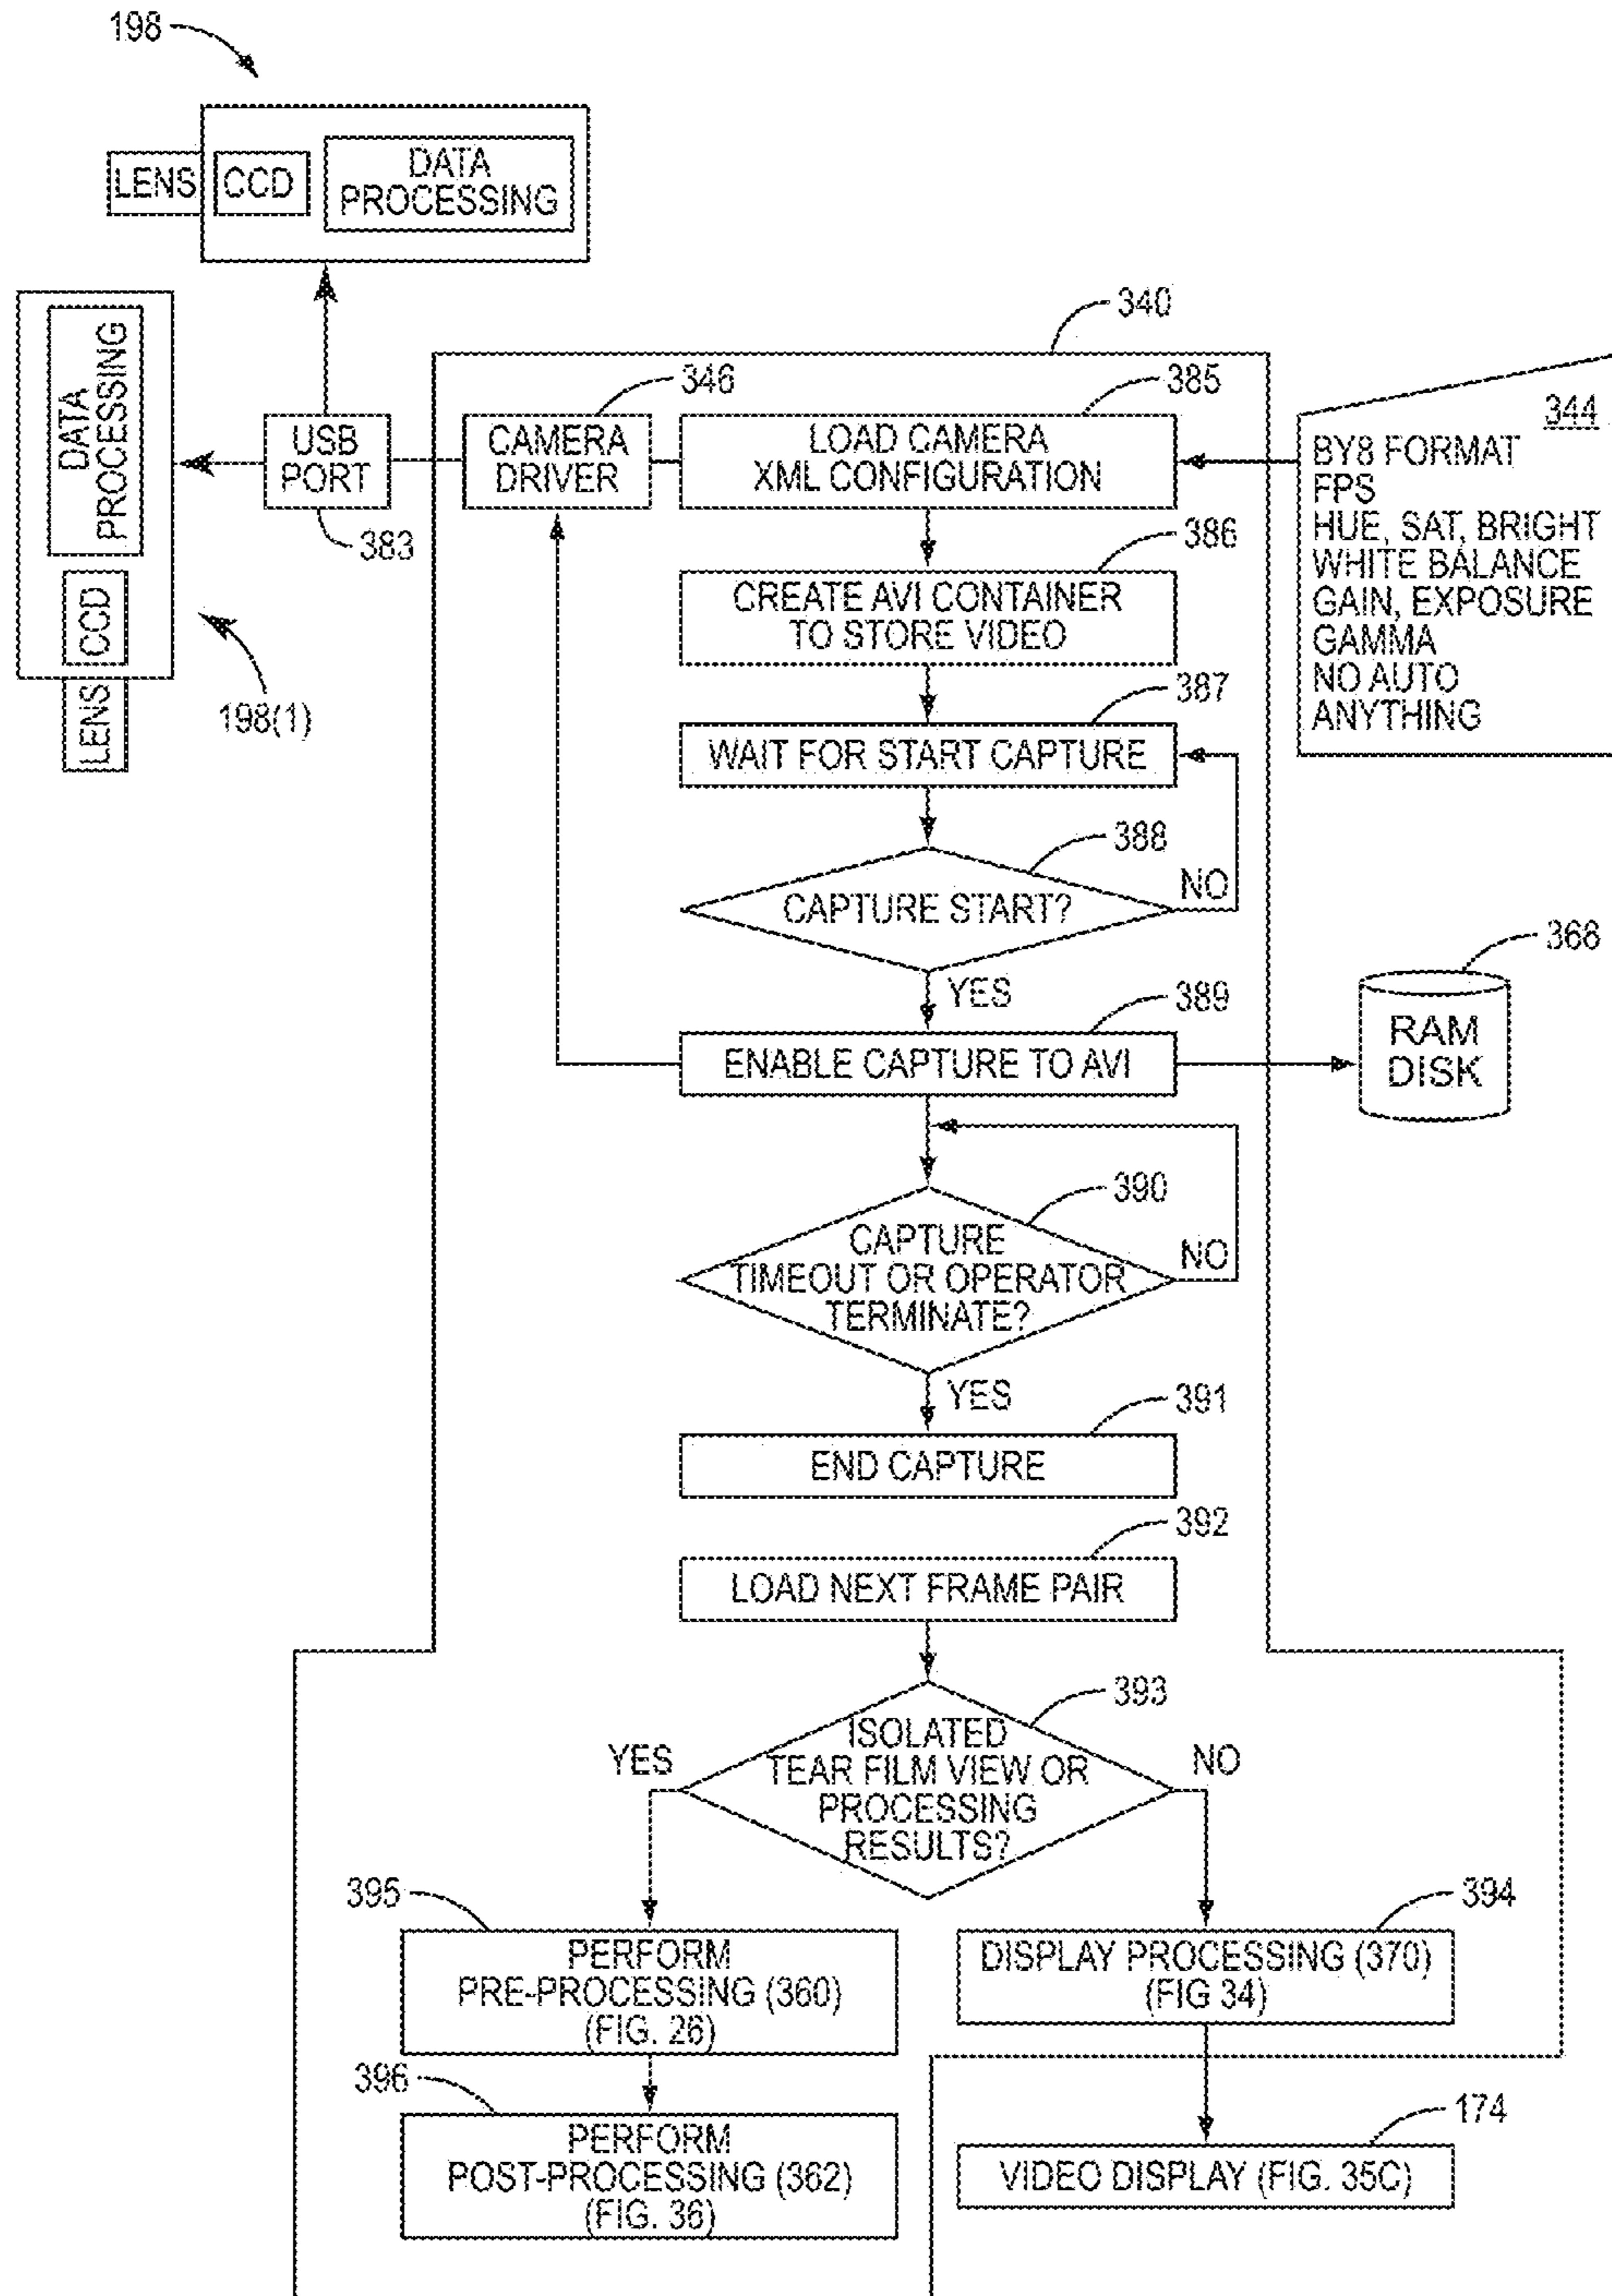 198
LENS
CCD
DATA
PROCESSING
DATA
PROCESSING
CCD
LENS
198(1)
USB
PORT
383
340
346
CAMERA
DRIVER
385
LOAD CAMERA
XML CONFIGURATION
344
BY8 FORMAT
FPS
HUE, SAT, BRIGHT
WHITE BALANCE
GAIN, EXPOSURE
GAMMA
NO AUTO
ANYTHING
386
CREATE AVI CONTAINER
TO STORE VIDEO
387
WAIT FOR START CAPTURE
388
CAPTURE START?
NO
YES
389
ENABLE CAPTURE TO AVI
368
RAM
DISK
390
CAPTURE
TIMEOUT OR OPERATOR
TERMINATE?
NO
YES
391
END CAPTURE
392
LOAD NEXT FRAME PAIR
393
ISOLATED
TEAR FILM VIEW OR
PROCESSING
RESULTS?
YES
NO
395
PERFORM
PRE-PROCESSING (360)
(FIG. 26)
394
DISPLAY PROCESSING (370)
(FIG 34)
396
PERFORM
POST-PROCESSING (362)
(FIG. 36)
174
VIDEO DISPLAY (FIG. 35C)